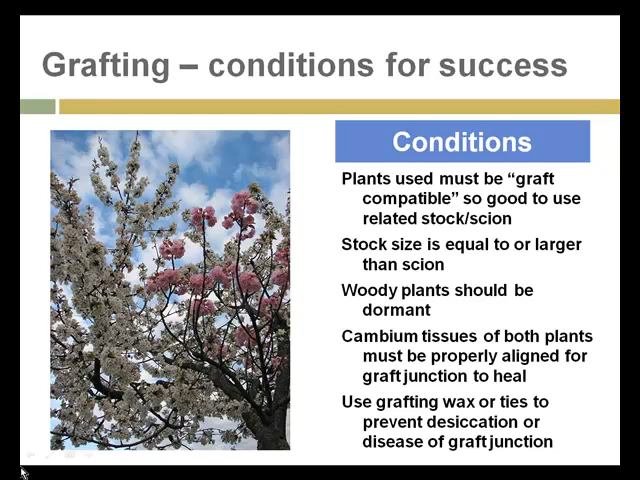 Grafting – conditions for success
Conditions
Plants used must be “graft
compatible” so good to use
related stock/scion
Stock size is equal to or larger
than scion
Woody plants should be
dormant
Cambium tissues of both plants
must be properly aligned for
graft junction to heal
Use grafting wax or ties to
prevent desiccation or
disease of graft junction